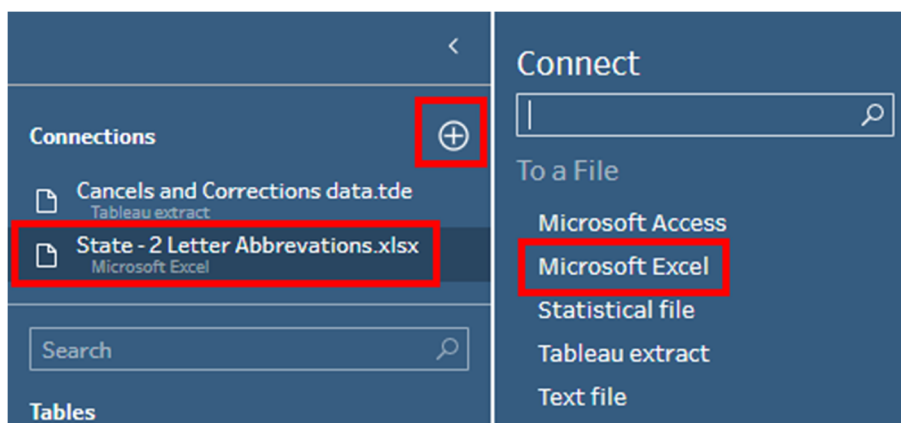 Connections
Cancels and Corrections data.tde
Tableau extract
State - 2 Letter Abbrevations.xlsx
Microsoft Excel
Search
Tables
Connect
To a File
Microsoft Access
Microsoft Excel
Statistical file
Tableau extract
Text file